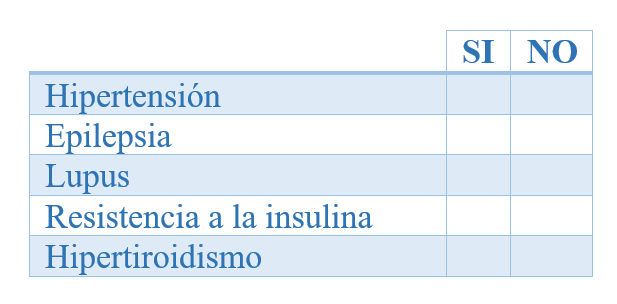 SI NO
Hipertensión
Epilepsia
Lupus
Resistencia a la insulina
Hipertiroidismo